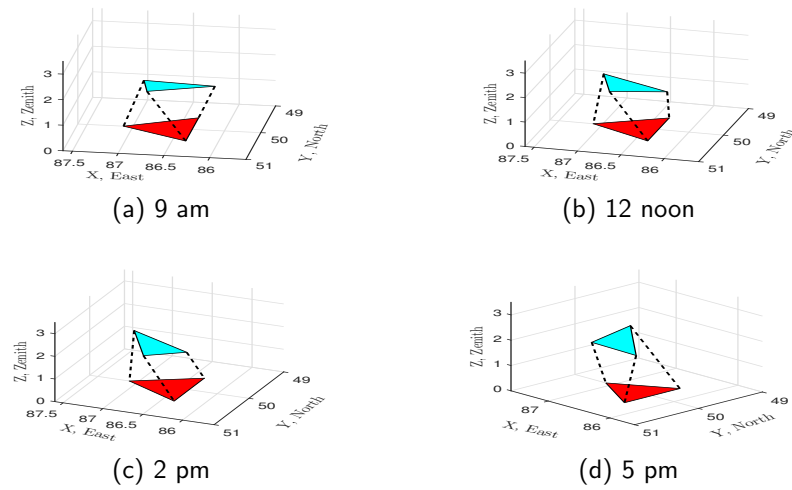 3
2
1
0
Z, Zenith
87.5
87
86.5
86
X, East
49
50
51
Y, North
(a) 9 am
3
2
1
0
Z, Zenith
87.5
87
86.5
86
X, East
49
50
51
Y, North
(b) 12 noon
3
2
1
0
Z, Zenith
87.5
87
86.5
86
X, East
49
50
51
Y, North
(c) 2 pm
3
2
1
0
Z, Zenith
87
86
X, East
49
50
51
Y, North
(d) 5 pm